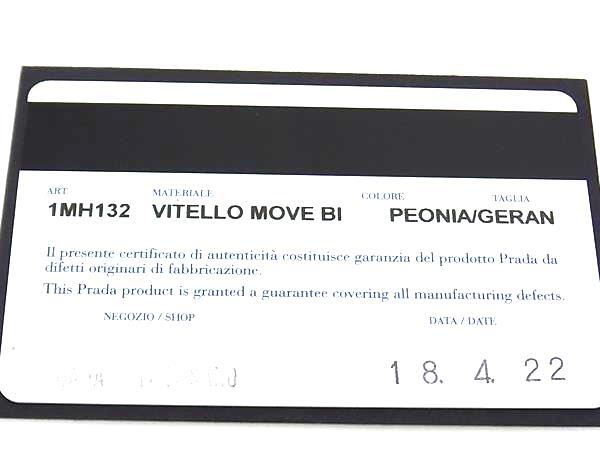 ART. MATERIALE COLORE TAGLIA
1MH132 VITELLO MOVE BI PEONIA/GERAN
Il presente certificato di autenticità costituisce garanzia del prodotto Prada da
difetti originari di fabbricazione.
This Prada product is granted a guarantee covering all manufacturing defects.
NEGOZIO / SHOP DATA / DATE
18. 4. 22